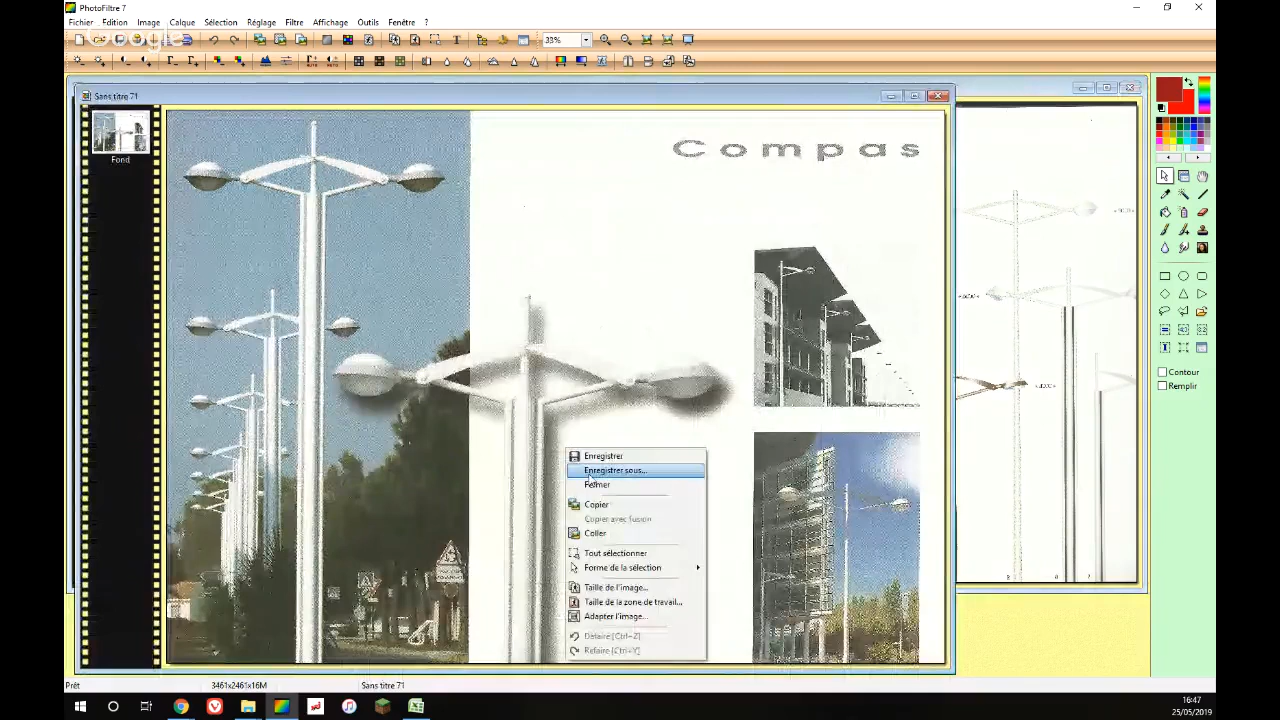 PhotoFiltre 7
Fichier Edition Image Calque Sélection Réglage Filtre Affichage Outils Fenêtre ?
Google
33%
Sans titre 71
Fond
Compas
Enregistrer
Enregistrer sous...
Fermer
Copier
Copier avec fusion
Coller
Tout sélectionner
Forme de la sélection
Taille de l'image...
Taille de la zone de travail...
Adapter l'image...
Défaire [Ctrl+Z]
Refaire [Ctrl+Y]
Contour
Remplir
Prêt
3461x2461x16M
Sans titre 71
16:47
25/05/2019